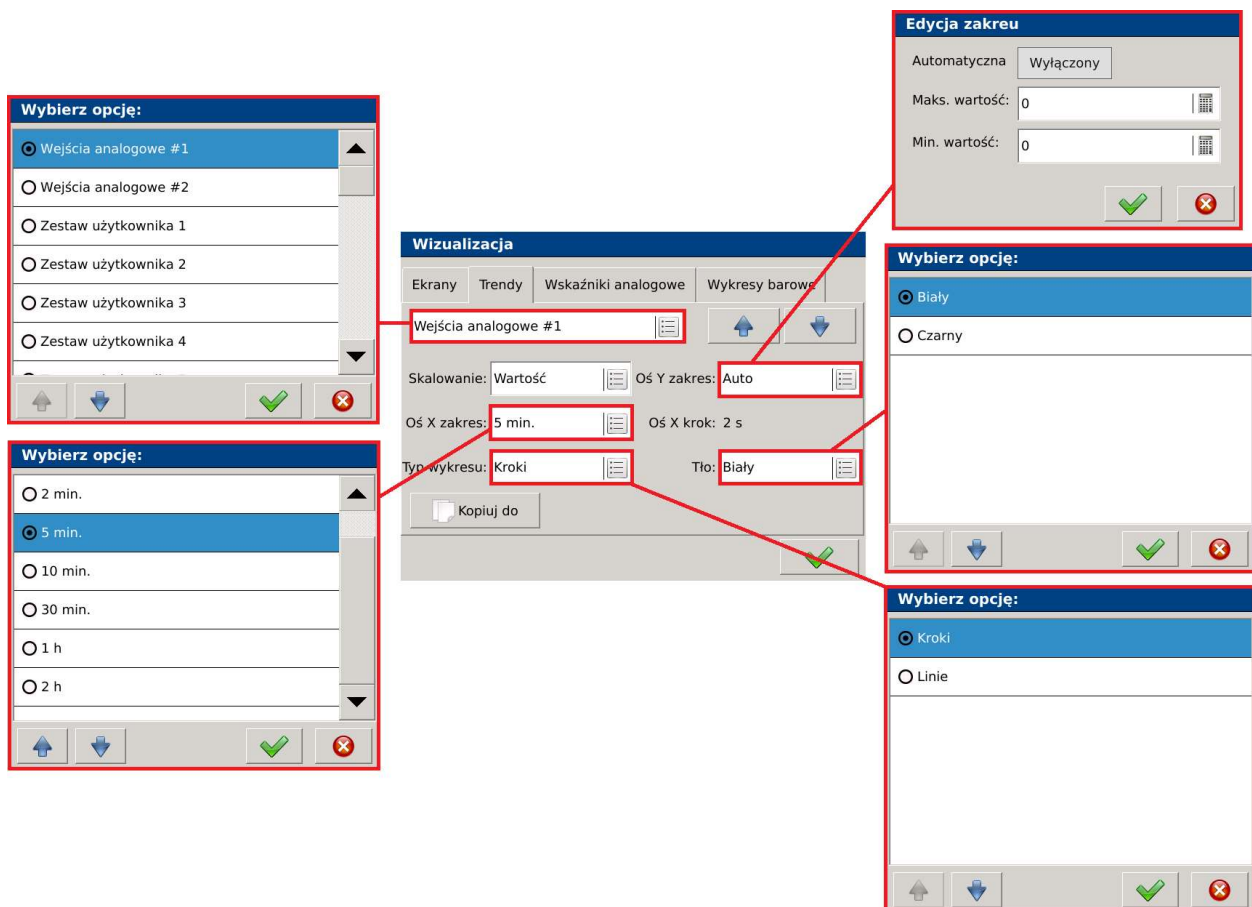 Edycja zakreu
Automatyczna Wyłączony
Maks. wartość: 0
Min. wartość: 0
Wybierz opcję:
Wejścia analogowe #1
Wejścia analogowe #2
Zestaw użytkownika 1
Zestaw użytkownika 2
Zestaw użytkownika 3
Zestaw użytkownika 4
Wizualizacja
Ekrany Trendy Wskaźniki analogowe Wykresy barowe
Wejścia analogowe #1
Skalowanie: Wartość Oś Y zakres: Auto
Oś X zakres: 5 min. Oś X krok: 2 s
Typ wykresu: Kroki Tło: Biały
Kopiuj do
Wybierz opcję:
Biały
Czarny
Wybierz opcję:
2 min.
5 min.
10 min.
30 min.
1 h
2 h
Wybierz opcję:
Kroki
Linie